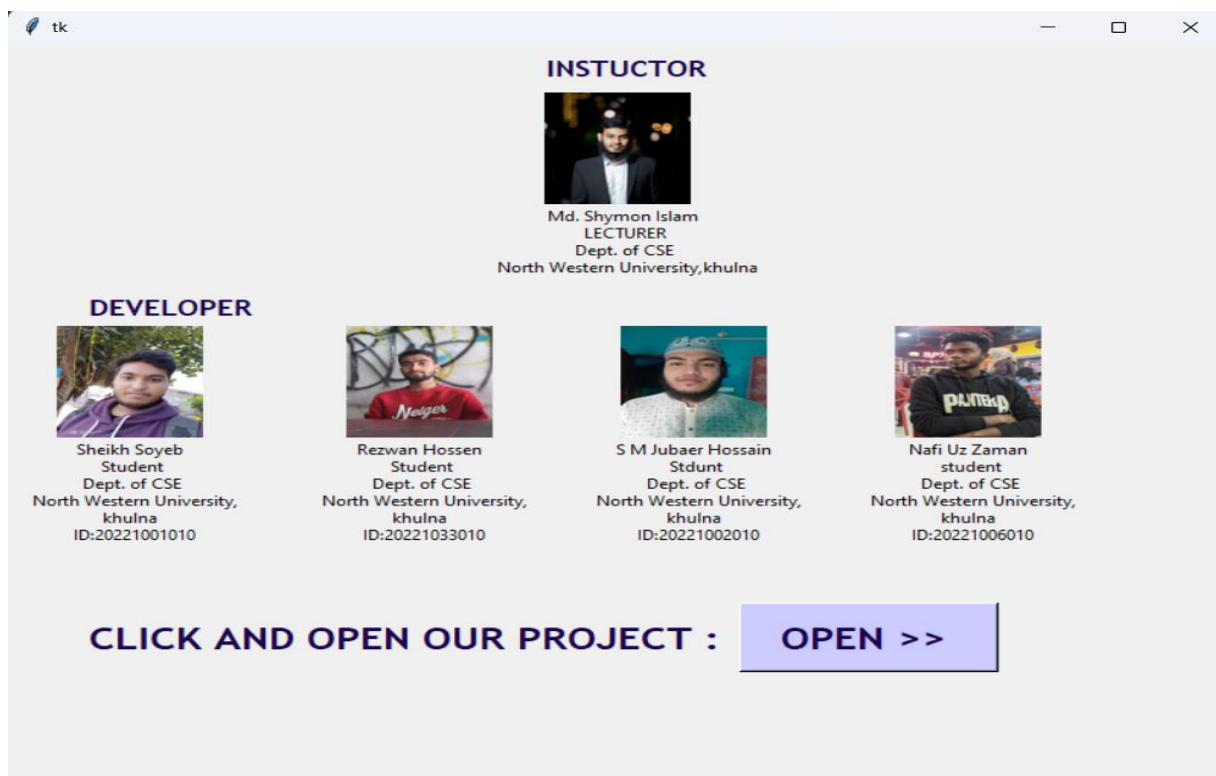 tk
INSTUCTOR
Md. Shymon Islam
LECTURER
Dept. of CSE
North Western University,khulna
DEVELOPER
Neiger
PANTERA
Sheikh Soyeb
Student
Dept. of CSE
North Western University,
khulna
ID:20221001010
Rezwan Hossen
Student
Dept. of CSE
North Western University,
khulna
ID:20221033010
S M Jubaer Hossain
Stdunt
Dept. of CSE
North Western University,
khulna
ID:20221002010
Nafi Uz Zaman
student
Dept. of CSE
North Western University,
khulna
ID:20221006010
CLICK AND OPEN OUR PROJECT : OPEN >>